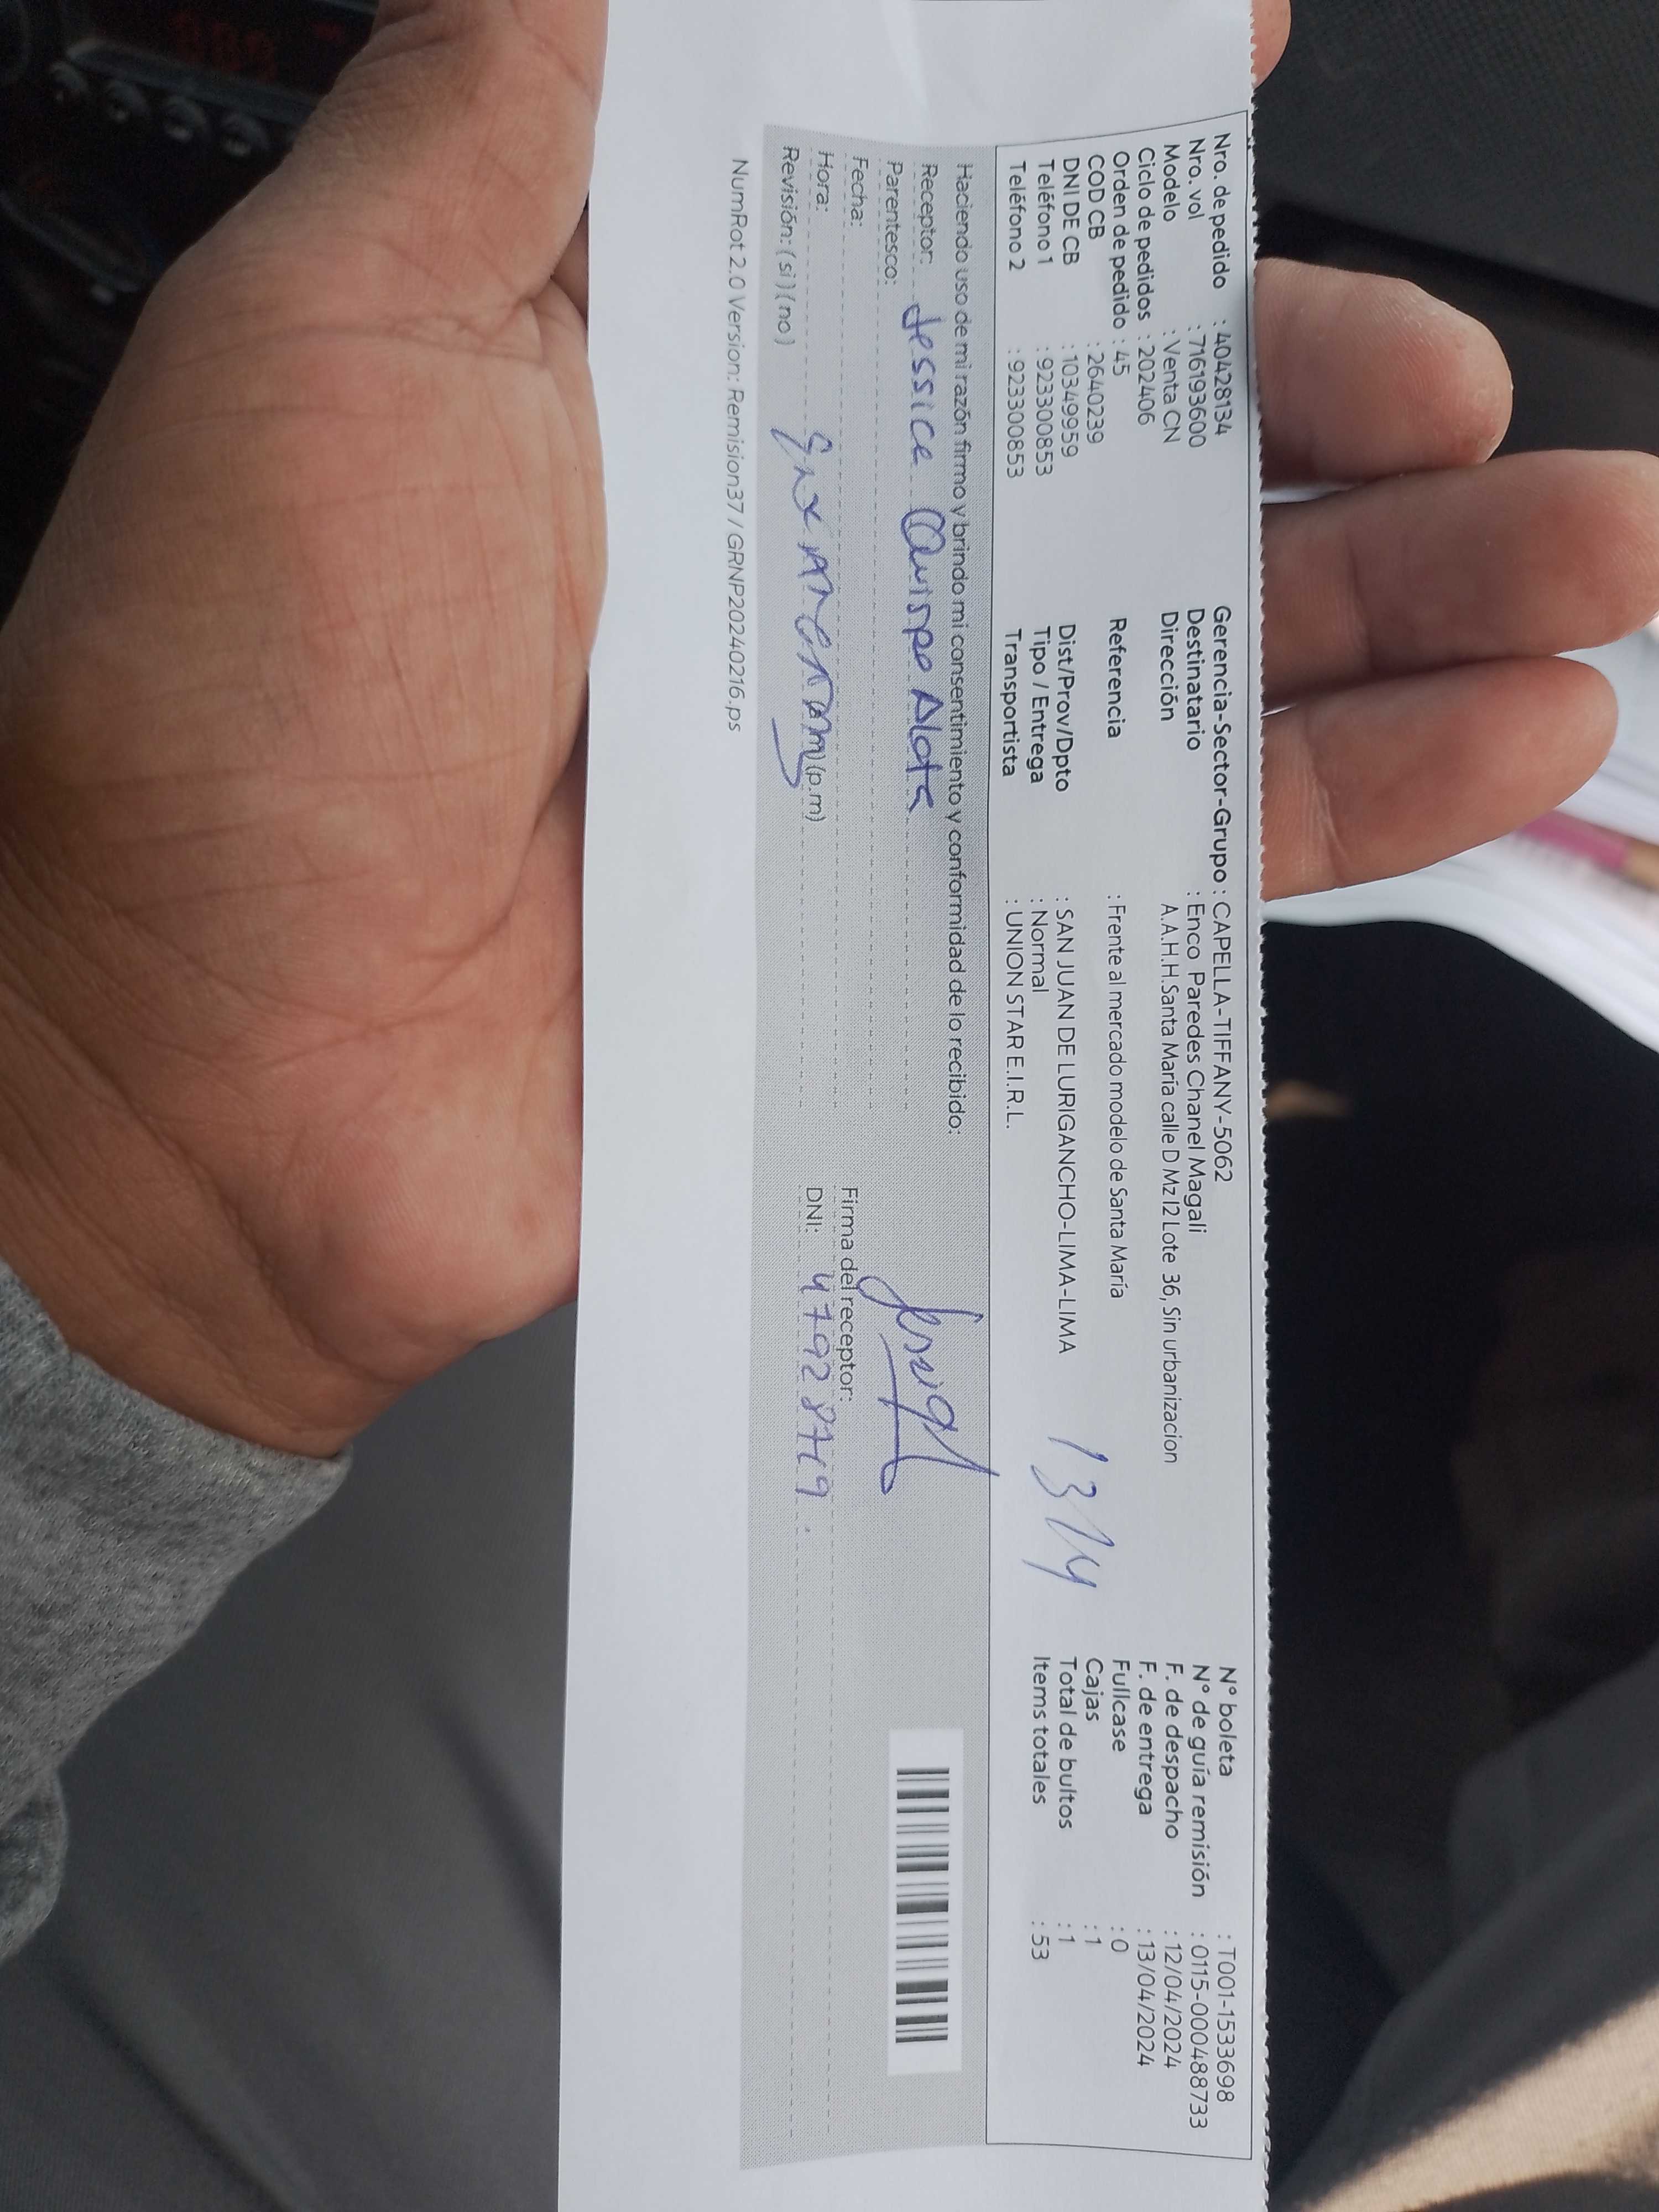 Nro. de pedido : 40428134
Nro. vol : 716193600
Modelo : Venta CN
Ciclo de pedidos : 202406
Orden de pedido : 45
COD CB : 2640239
DNI DE CB : 10349959
Teléfono 1 : 923300853
Teléfono 2 : 923300853
Gerencia-Sector-Grupo : CAPELLA-TIFFANY-5062
Destinatario : Enco Paredes Chanel Magali
Dirección A.A.H.H.Santa María calle D Mz I2 Lote 36, Sin urbanizacion
Referencia : Frente al mercado modelo de Santa María
Dist/Prov/Dpto : SAN JUAN DE LURIGANCHO-LIMA-LIMA
Tipo / Entrega : Normal
Transportista : UNION STAR E.I.R.L.
N° boleta : T001-1533698
N° de guía remisión : 0115-000488733
F. de despacho : 12/04/2024
F. de entrega : 13/04/2024
Fullcase : 0
Cajas : 1
Total de bultos : 1
Items totales : 53
Haciendo uso de mi razón firmo y brindo mi consentimiento y conformidad de lo recibido:
Receptor: Jessica Quispe
Parentesco:
Fecha:
Hora: (p.m)
Revisión: (si) (no)
Firma del receptor:
DNI:
NumRot 2.0 Version: Remision37 / GRNP20240216.ps